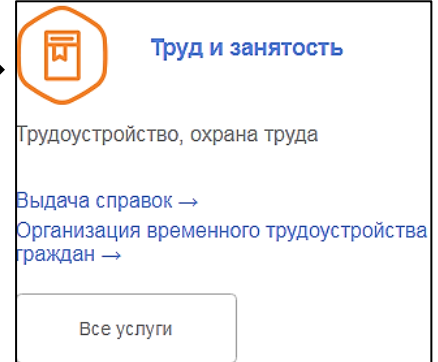 Труд и занятость
Трудоустройство, охрана труда
Выдача справок →
Организация временного трудоустройства
граждан →
Все услуги